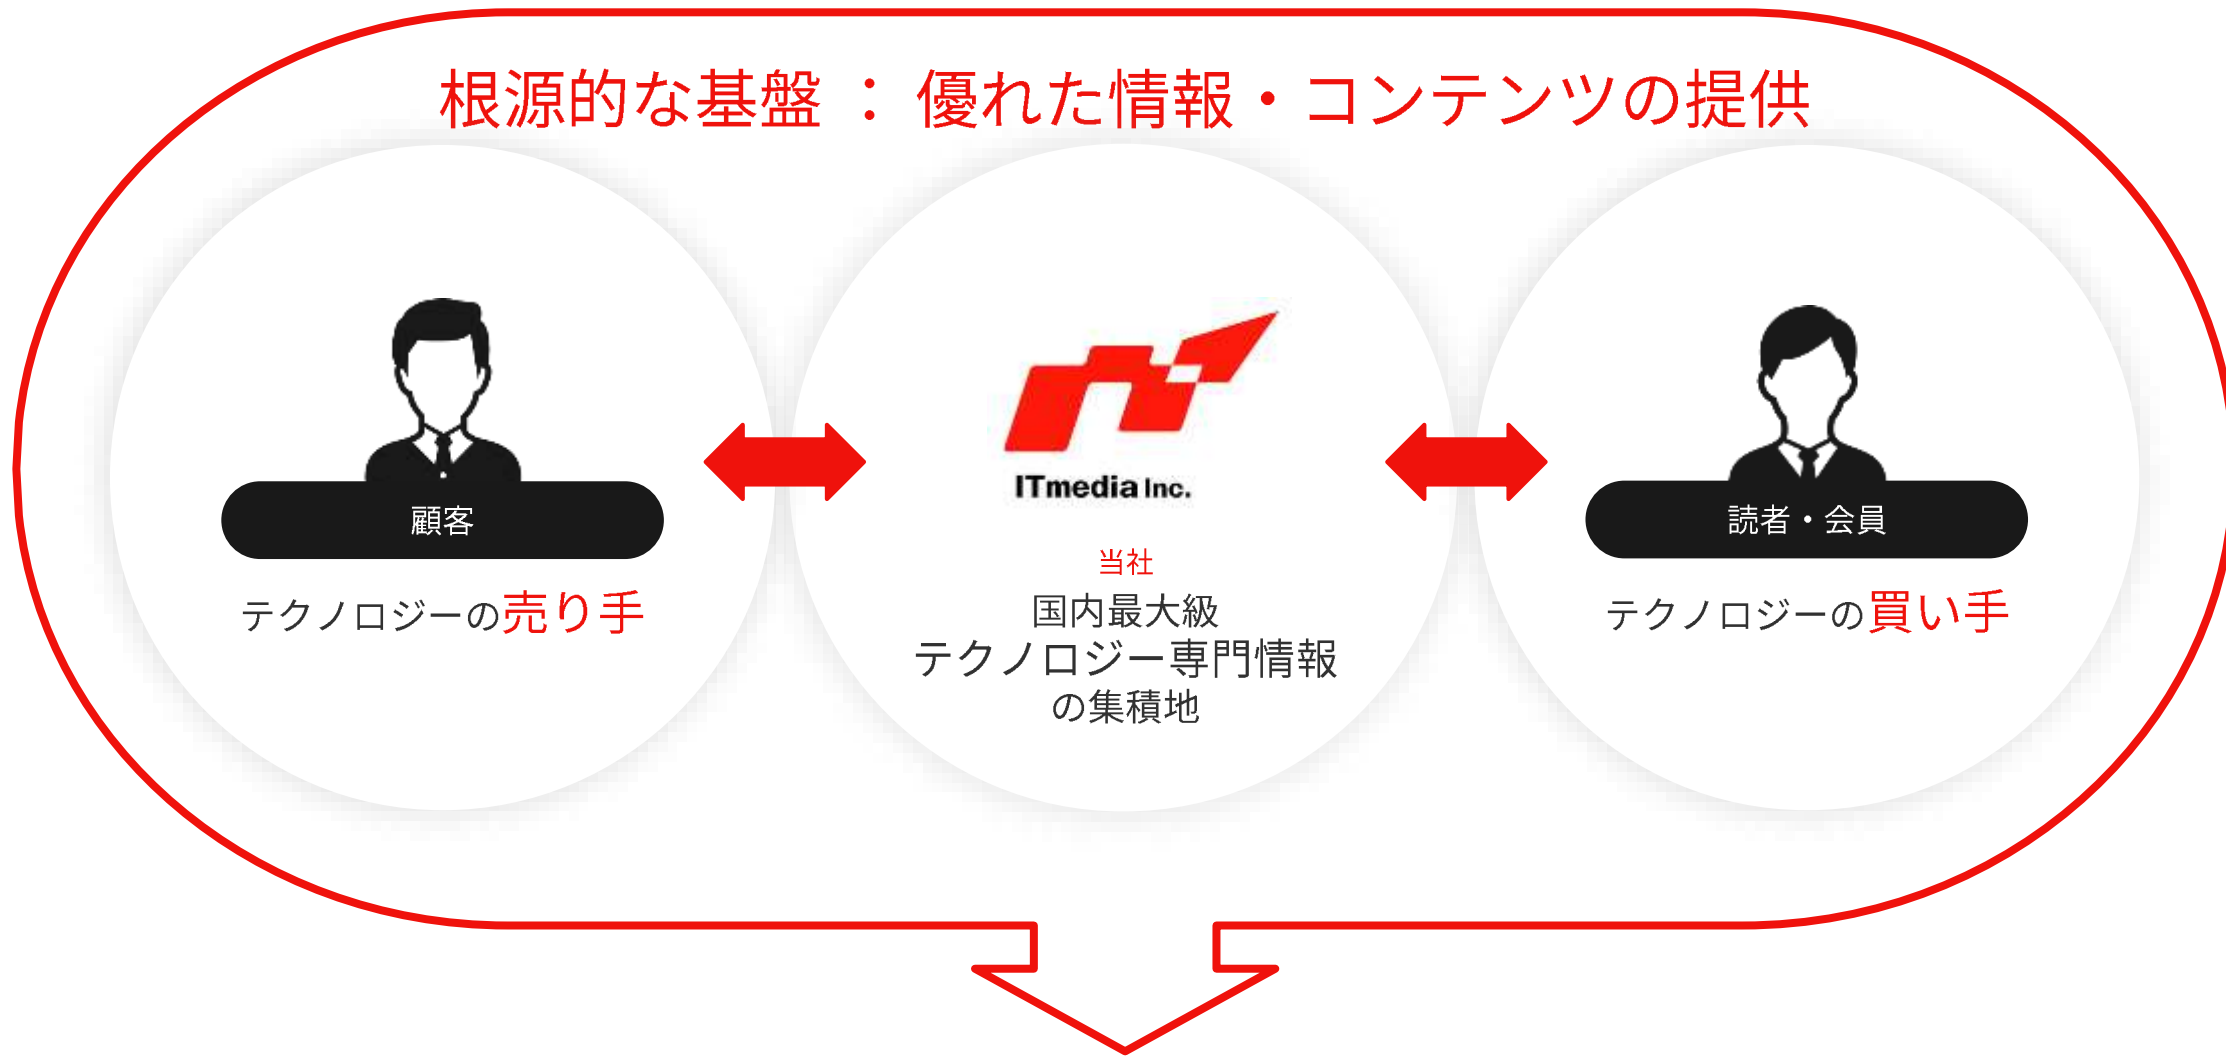 根源的な基盤 ： 優れた情報・コンテンツの提供
顧客
テクノロジーの売り手
ITmedia Inc.
当社
国内最大級
テクノロジー専門情報
の集積地
読者・会員
テクノロジーの買い手